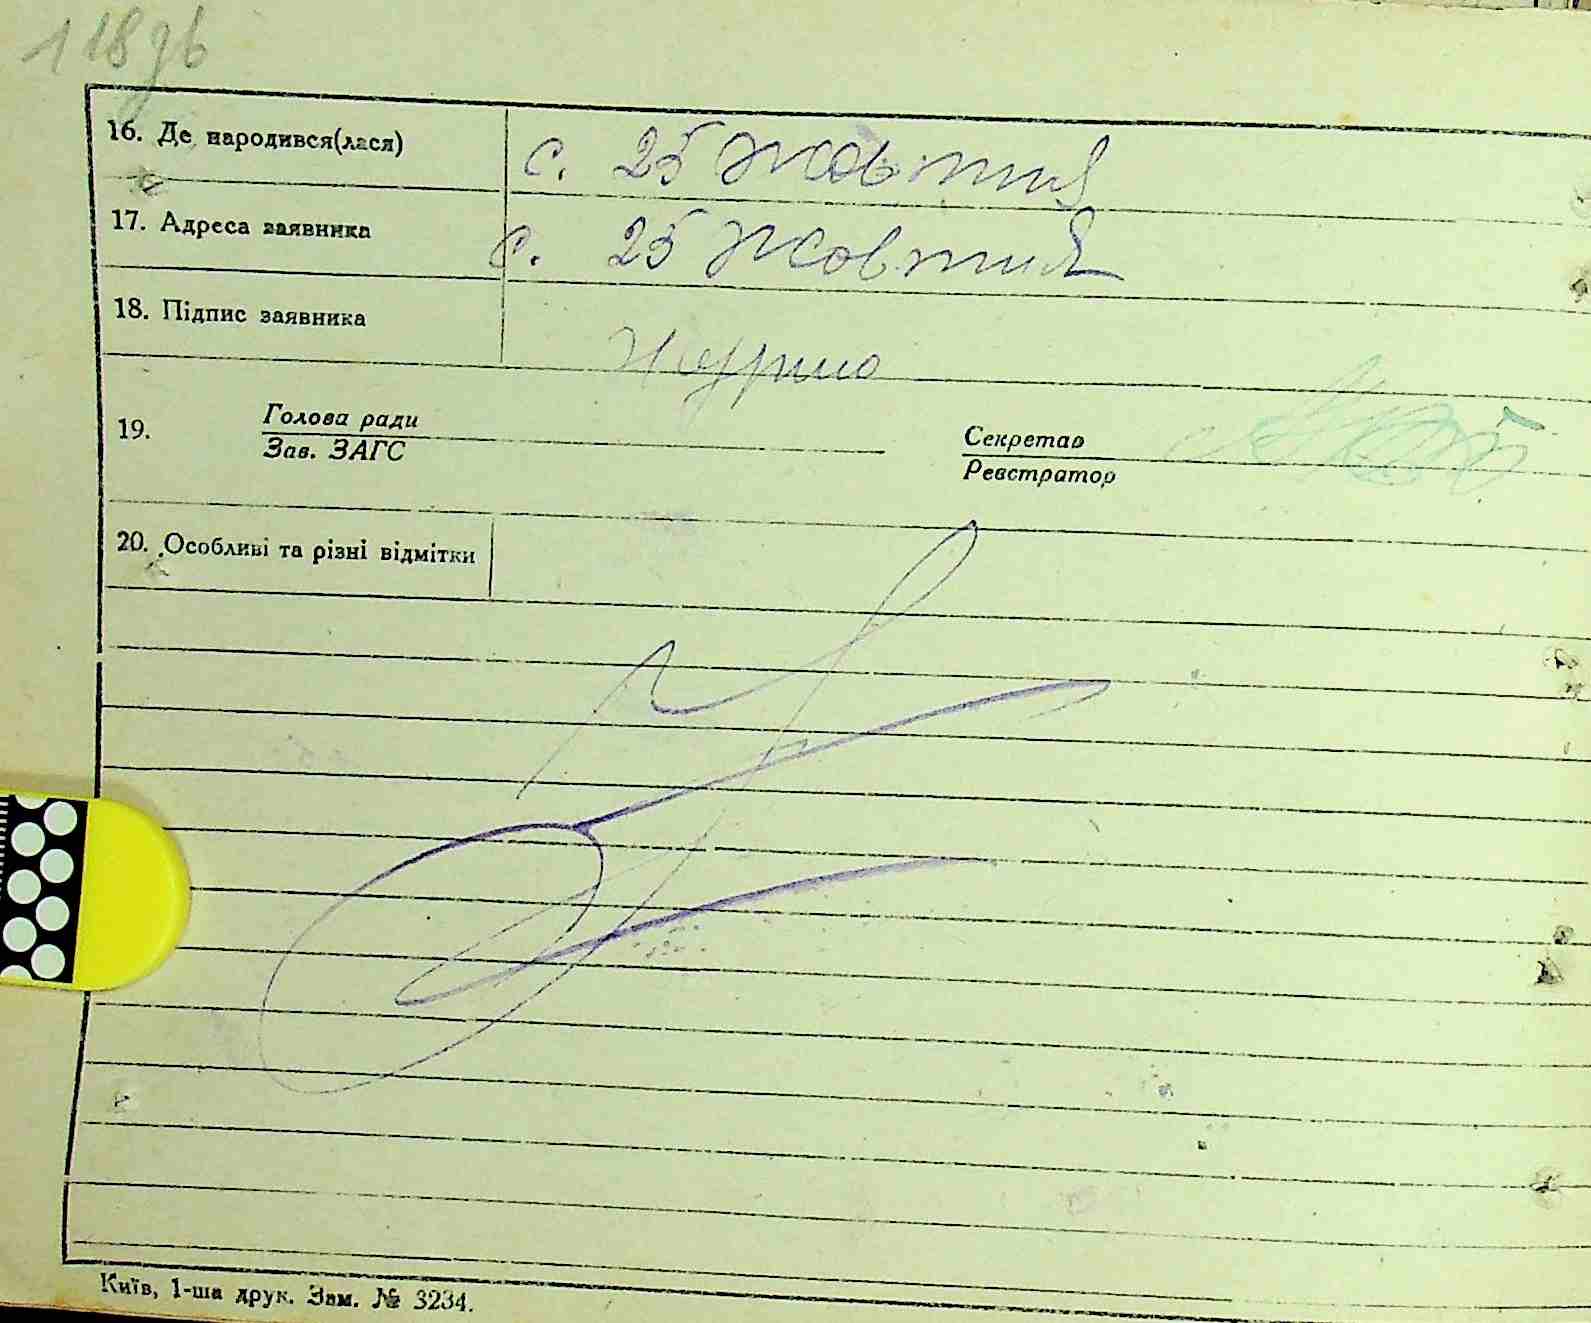 118зв
16. Де народився(лася) с. 25 Жовтня
17. Адреса заявника с. 25 Жовтня
18. Підпис заявника
19. Голова ради Секретар
Зав. ЗАГС Реєстратор
20. Особливі та різні відмітки
Київ, 1-ша друк. Зам. № 3234.